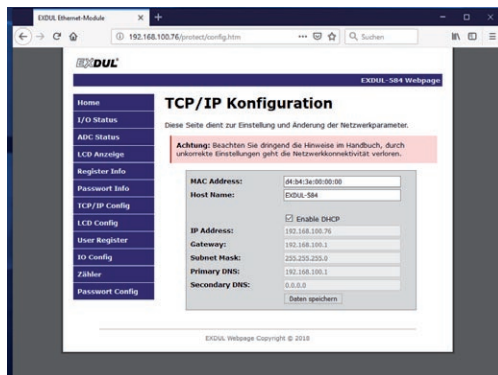 EXDUL Ethernet-Module
192.168.100.76/protect/config.htm
Suchen
EXDUL
EXDUL-584 Webpage
Home
I/O Status
ADC Status
LCD Anzeige
Register Info
Passwort Info
TCP/IP Config
LCD Config
User Register
IO Config
Zähler
Passwort Config
TCP/IP Konfiguration
Diese Seite dient zur Einstellung und Änderung der Netzwerkparameter.
Achtung: Beachten Sie dringend die Hinweise im Handbuch, durch
unkorrekte Einstellungen geht die Netzwerkkonnektivität verloren.
MAC Address: d4:b4:3e:00:00:00
Host Name: EXDUL-584
Enable DHCP
IP Address: 192.168.100.76
Gateway: 192.168.100.1
Subnet Mask: 255.255.255.0
Primary DNS: 192.168.100.1
Secondary DNS: 0.0.0.0
Daten speichern
EXDUL Webpage Copyright © 2018